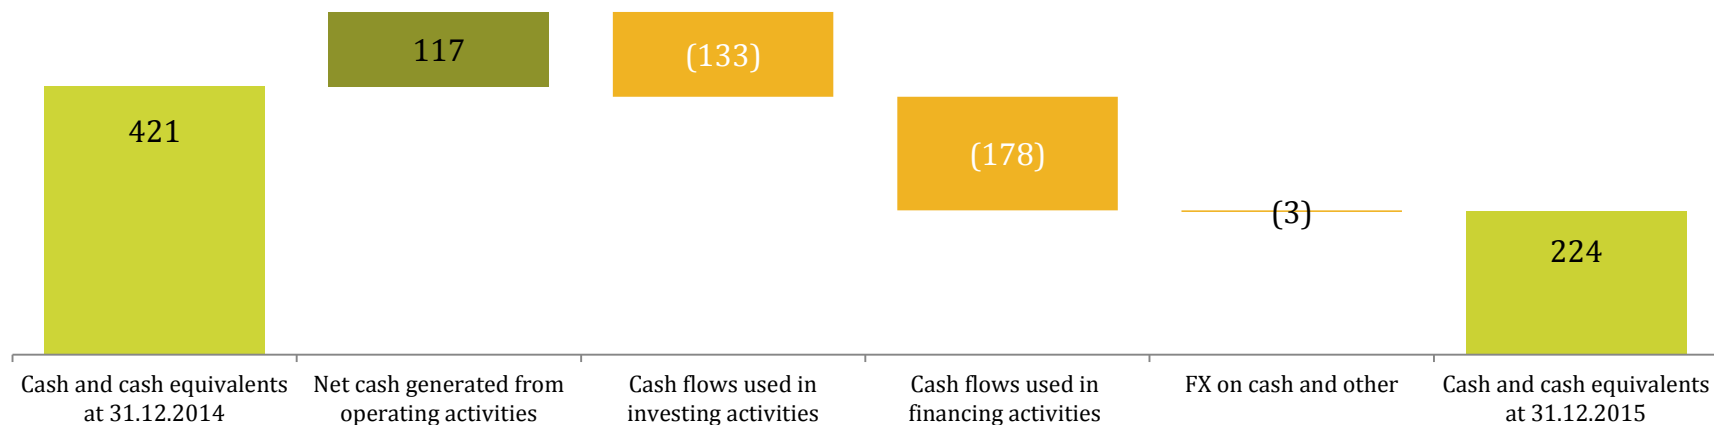 421
117
(133)
(178)
(3)
224
Cash and cash equivalents
at 31.12.2014
Net cash generated from
operating activities
Cash flows used in
investing activities
Cash flows used in
financing activities
FX on cash and other
Cash and cash equivalents
at 31.12.2015